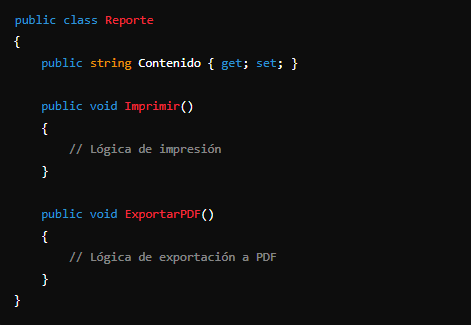 public class Reporte
{
    public string Contenido { get; set; }
    public void Imprimir()
    {
        // Lógica de impresión
    }
    public void ExportarPDF()
    {
        // Lógica de exportación a PDF
    }
}